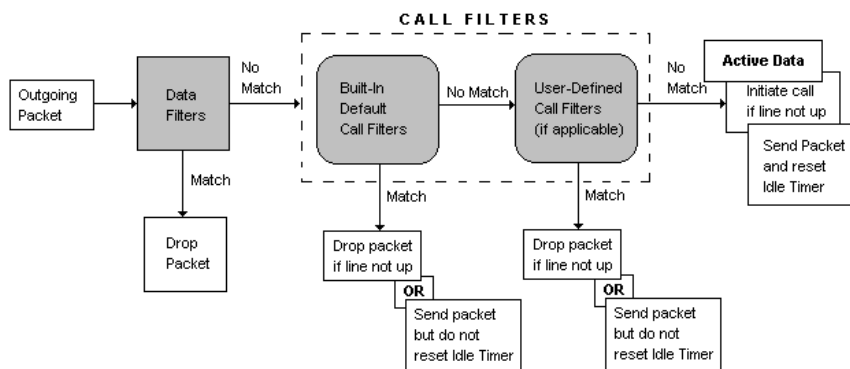 CALL FILTERS
Outgoing
Packet
Data
Filters
No
Match
Built-In
Default
Call Filters
No Match
User-Defined
Call Filters
(if applicable)
No
Match
Active Data
Initiate call
if line not up
Send Packet
and reset
Idle Timer
Match
Drop
Packet
Match
Drop packet
if line not up
OR
Send packet
but do not
reset Idle Timer
Match
Drop packet
if line not up
OR
Send packet
but do not
reset Idle Timer